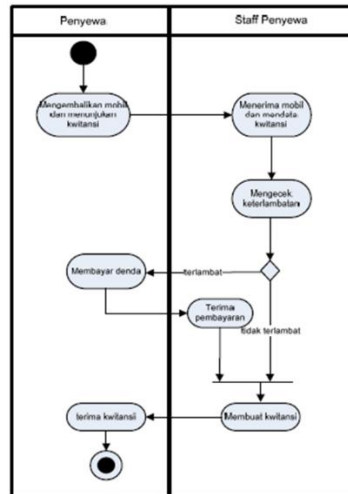 Penyewa
Staff Penyewa
Mengembalikan mobil
dan menunjukan
kwitansi
Menerima mobil
dan mendata
kwitansi
Mengecek
keterlambatan
terlambat
Membayar denda
Terima
pembayaran
tidak terlambat
Membuat kwitansi
terima kwitansi